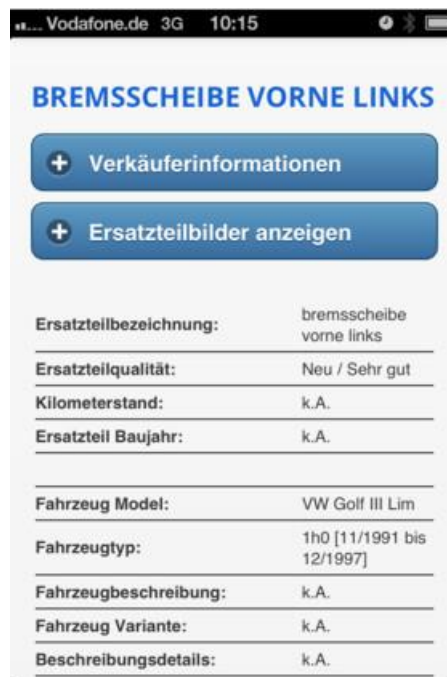 .... Vodafone.de 3G 10:15
BREMSSCHEIBE VORNE LINKS
Verkäuferinformationen
Ersatzteilbilder anzeigen
Ersatzteilbezeichnung: bremsscheibe
vorne links
Ersatzteilqualität: Neu / Sehr gut
Kilometerstand: k.A.
Ersatzteil Baujahr: k.A.
Fahrzeug Model: VW Golf III Lim
Fahrzeugtyp: 1h0 [11/1991 bis
12/1997]
Fahrzeugbeschreibung: k.A.
Fahrzeug Variante: k.A.
Beschreibungsdetails: k.A.